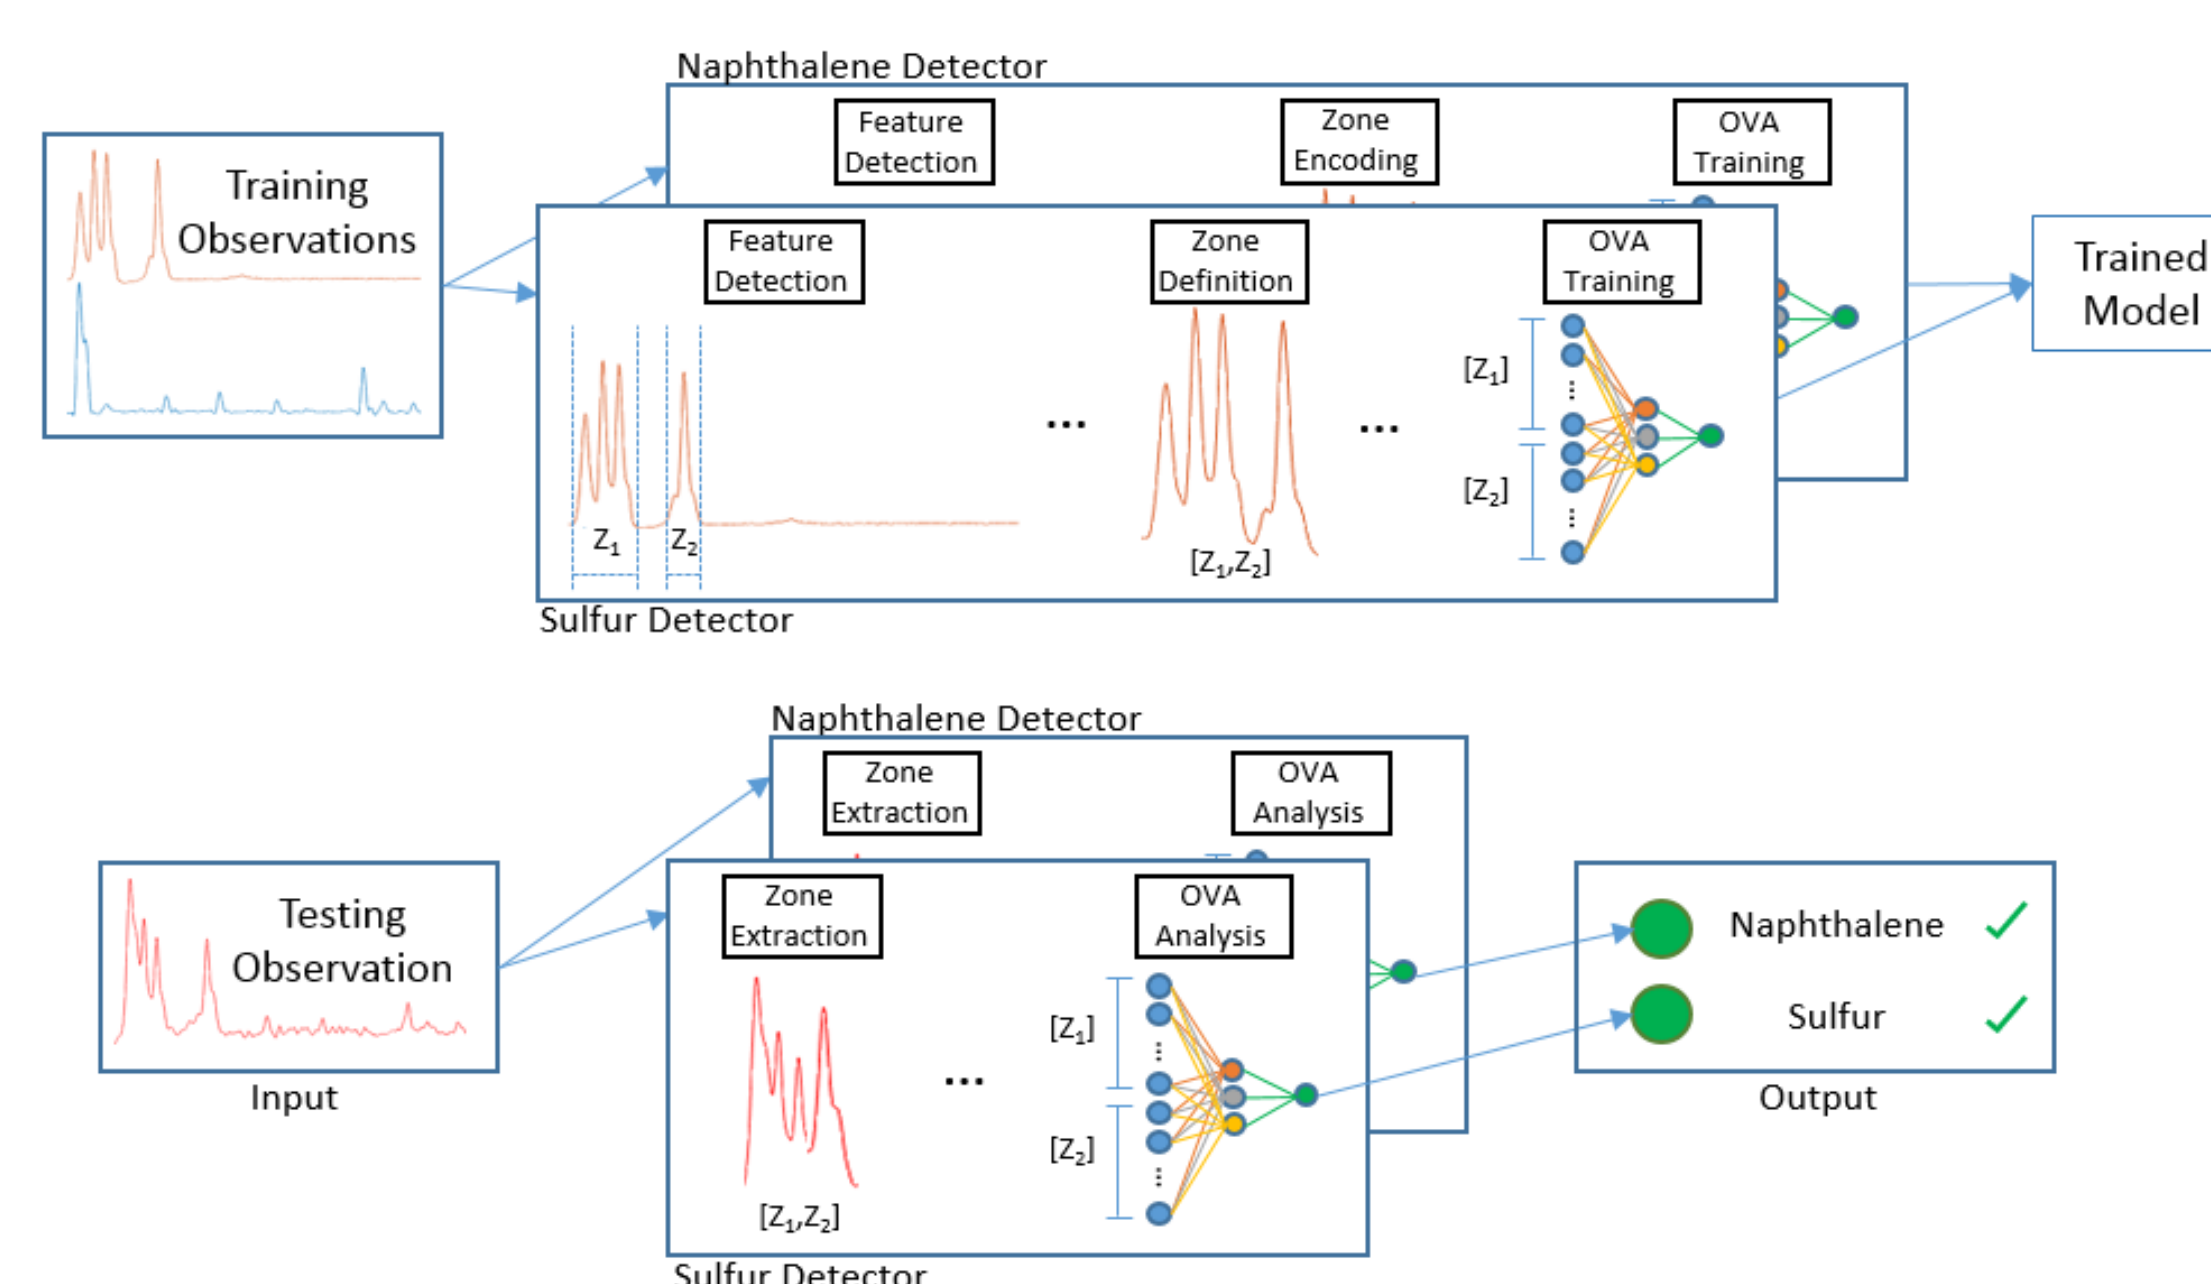 Naphthalene Detector
Feature
Detection
Zone
Encoding
OVA
Training
Training
Observations
Feature
Detection
Zone
Definition
OVA
Training
Trained
Model
[Z₁]
...
...
[Z₂]
Z₁
Z₂
[Z₁,Z₂]
Sulfur Detector
Naphthalene Detector
Zone
Extraction
OVA
Analysis
Zone
Extraction
OVA
Analysis
Testing
Observation
Naphthalene
Sulfur
[Z₁]
...
[Z₂]
Input
Output
[Z₁,Z₂]
Sulfur Detector